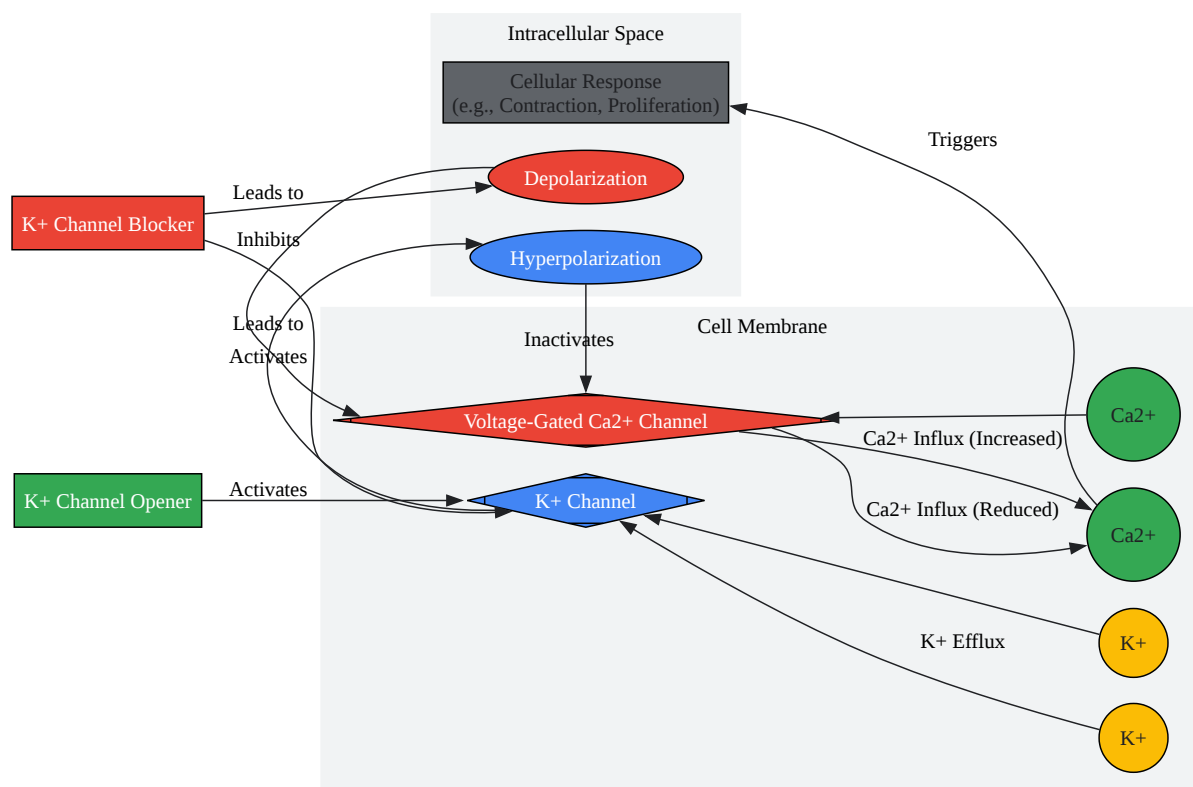 Intracellular Space
Cellular Response
(e.g., Contraction, Proliferation)
Triggers
Depolarization
Leads to
K+ Channel Blocker
Inhibits
Hyperpolarization
Leads to
Cell Membrane
Inactivates
Activates
Voltage-Gated Ca2+ Channel
Ca2+
Ca2+ Influx (Increased)
K+ Channel Opener
Activates
K+ Channel
Ca2+ Influx (Reduced)
Ca2+
K+ Efflux
K+
K+